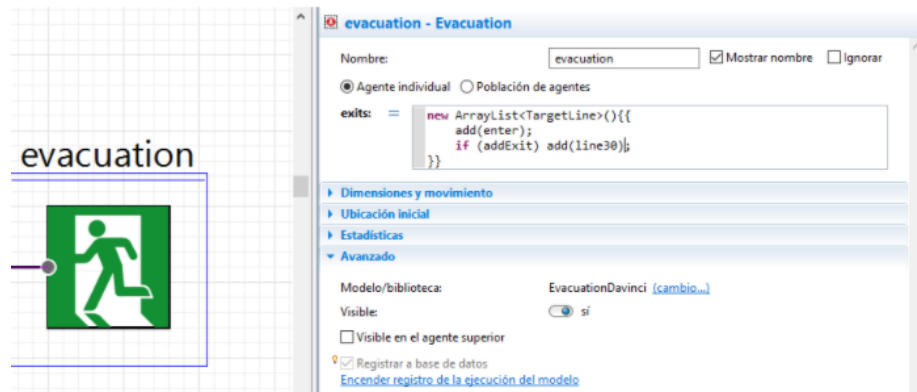 evacuation
evacuation - Evacuation
Nombre: evacuation Mostrar nombre Ignorar
Agente individual Población de agentes
exits: = new ArrayList<TargetLine>(){{
add(enter);
if (addExit) add(line30);
}}
Dimensiones y movimiento
Ubicación inicial
Estadísticas
Avanzado
Modelo/biblioteca: EvacuationDavinci (cambio...)
Visible: sí
Visible en el agente superior
Registrar a base de datos
Encender registro de la ejecución del modelo